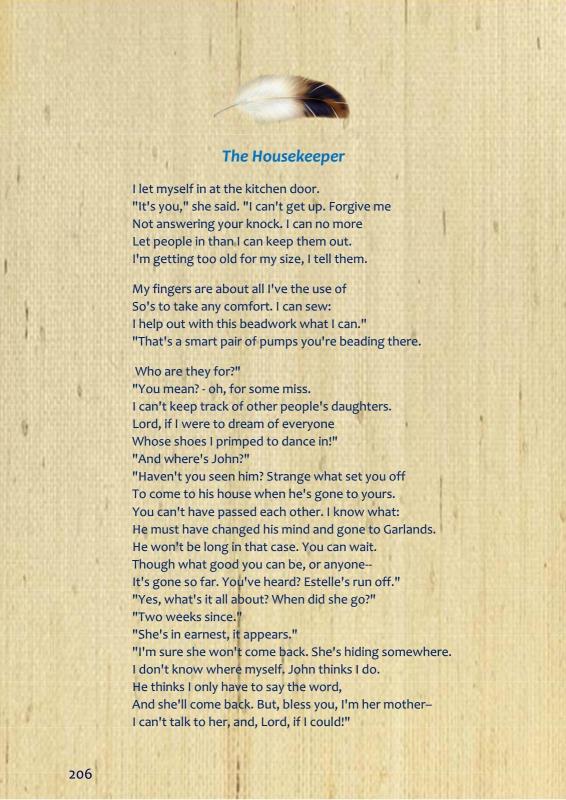 The Housekeeper
I let myself in at the kitchen door.
"It's you," she said. "I can't get up. Forgive me
Not answering your knock. I can no more
Let people in than I can keep them out.
I'm getting too old for my size, I tell them.
My fingers are about all I've the use of
So's to take any comfort. I can sew:
I help out with this beadwork what I can."
"That's a smart pair of pumps you're beading there.
Who are they for?"
"You mean? - oh, for some miss.
I can't keep track of other people's daughters.
Lord, if I were to dream of everyone
Whose shoes I primped to dance in!"
"And where's John?"
"Haven't you seen him? Strange what set you off
To come to his house when he's gone to yours.
You can't have passed each other. I know what:
He must have changed his mind and gone to Garlands.
He won't be long in that case. You can wait.
Though what good you can be, or anyone--
It's gone so far. You've heard? Estelle's run off."
"Yes, what's it all about? When did she go?"
"Two weeks since."
"She's in earnest, it appears."
"I'm sure she won't come back. She's hiding somewhere.
I don't know where myself. John thinks I do.
He thinks I only have to say the word,
And she'll come back. But, bless you, I'm her mother--
I can't talk to her, and, Lord, if I could!"
206